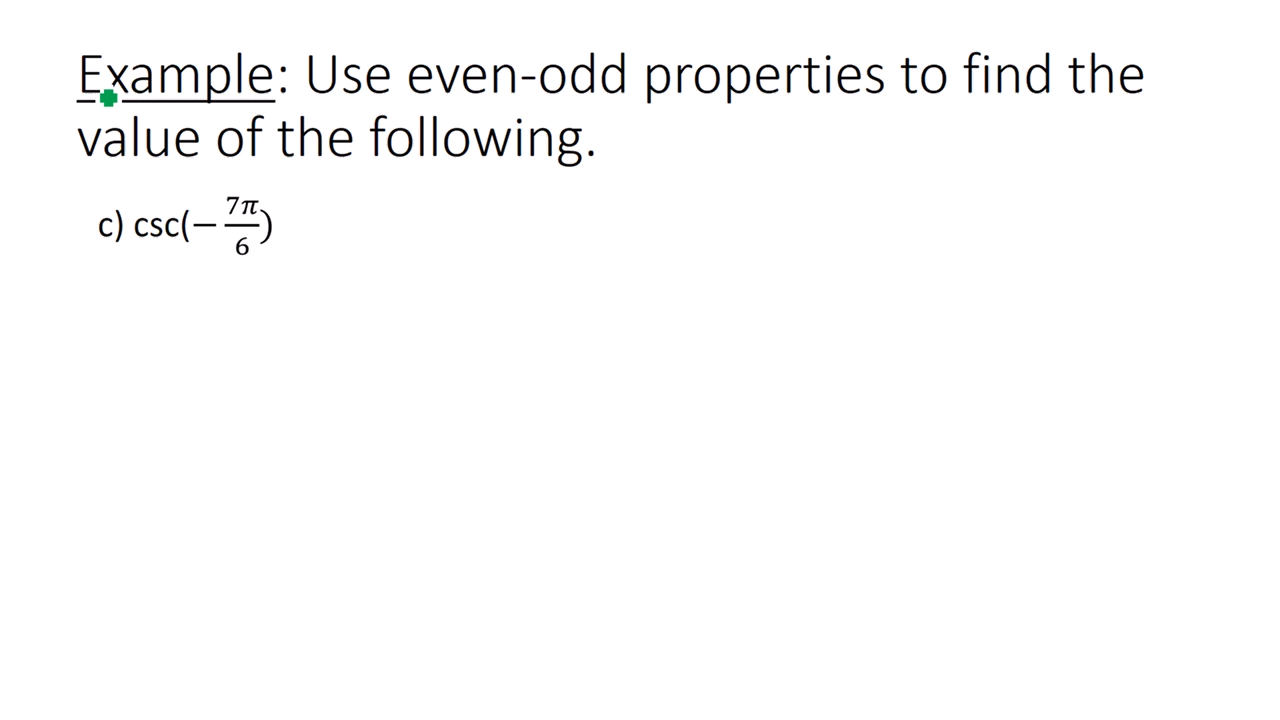 Example: Use even-odd properties to find the
value of the following.
c) csc(− 7π/6)